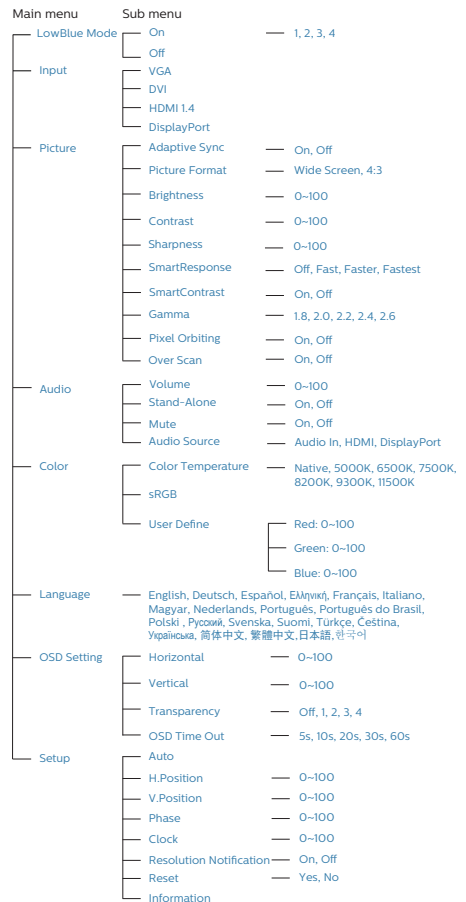 Main menu Sub menu
LowBlue Mode On 1, 2, 3, 4
Off
Input VGA
DVI
HDMI 1.4
DisplayPort
Picture Adaptive Sync On, Off
Picture Format Wide Screen, 4:3
Brightness 0~100
Contrast 0~100
Sharpness 0~100
SmartResponse Off, Fast, Faster, Fastest
SmartContrast On, Off
Gamma 1.8, 2.0, 2.2, 2.4, 2.6
Pixel Orbiting On, Off
Over Scan On, Off
Audio Volume 0~100
Stand-Alone On, Off
Mute On, Off
Audio Source Audio In, HDMI, DisplayPort
Color Color Temperature Native, 5000K, 6500K, 7500K,
8200K, 9300K, 11500K
sRGB
User Define Red: 0~100
Green: 0~100
Blue: 0~100
Language English, Deutsch, Español, Ελληνική, Français, Italiano,
Magyar, Nederlands, Português, Português do Brasil,
Polski , Русский, Svenska, Suomi, Türkçe, Čeština,
Українська, 简体中文, 繁體中文,日本語,한국어
OSD Setting Horizontal 0~100
Vertical 0~100
Transparency Off, 1, 2, 3, 4
OSD Time Out 5s, 10s, 20s, 30s, 60s
Setup Auto
H.Position 0~100
V.Position 0~100
Phase 0~100
Clock 0~100
Resolution Notification On, Off
Reset Yes, No
Information